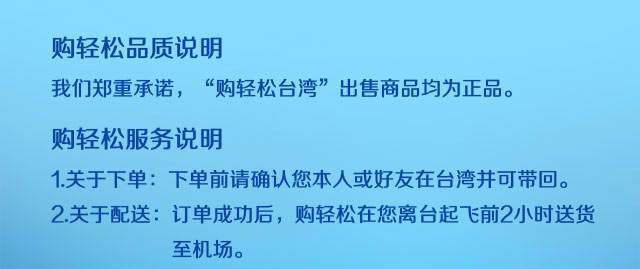 购轻松品质说明
我们郑重承诺，“购轻松台湾”出售商品均为正品。
购轻松服务说明
1.关于下单：下单前请确认您本人或好友在台湾并可带回。
2.关于配送：订单成功后，购轻松在您离台起飞前2小时送货
至机场。